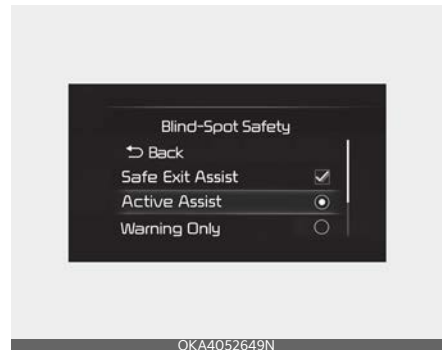 Blind-Spot Safety
Back
Safe Exit Assist
Active Assist
Warning Only
OKA4052649N